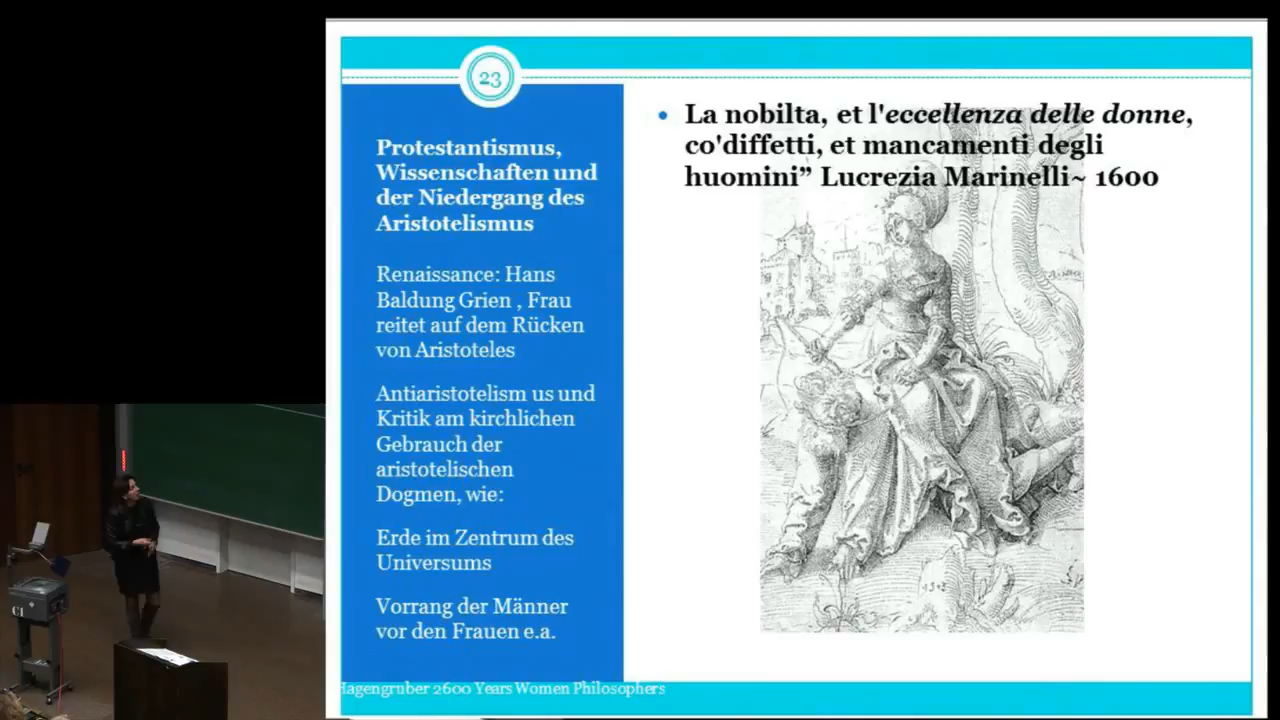 23
Protestantismus,
Wissenschaften und
der Niedergang des
Aristotelismus
Renaissance: Hans
Baldung Grien , Frau
reitet auf dem Rücken
von Aristoteles
Antiaristotelism us und
Kritik am kirchlichen
Gebrauch der
aristotelischen
Dogmen, wie:
Erde im Zentrum des
Universums
Vorrang der Männer
vor den Frauen e.a.
• La nobilta, et l'eccellenza delle donne,
co'diffetti, et mancamenti degli
huomini” Lucrezia Marinelli~ 1600
1513
Hagengruber 2600 Years Women Philosophers
C1